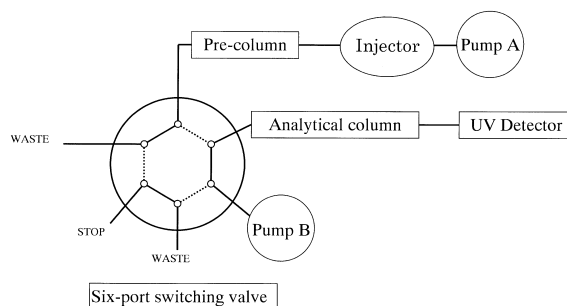 Pre-column
Injector
Pump A
WASTE
Analytical column
UV Detector
STOP
WASTE
Pump B
Six-port switching valve